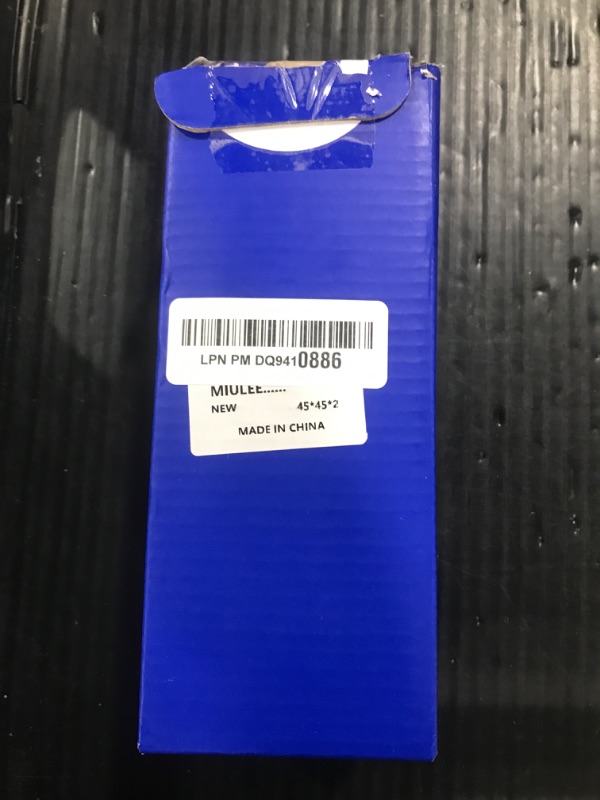 LPN PM DQ9410886
MIULEE......
NEW 45*45*2
MADE IN CHINA